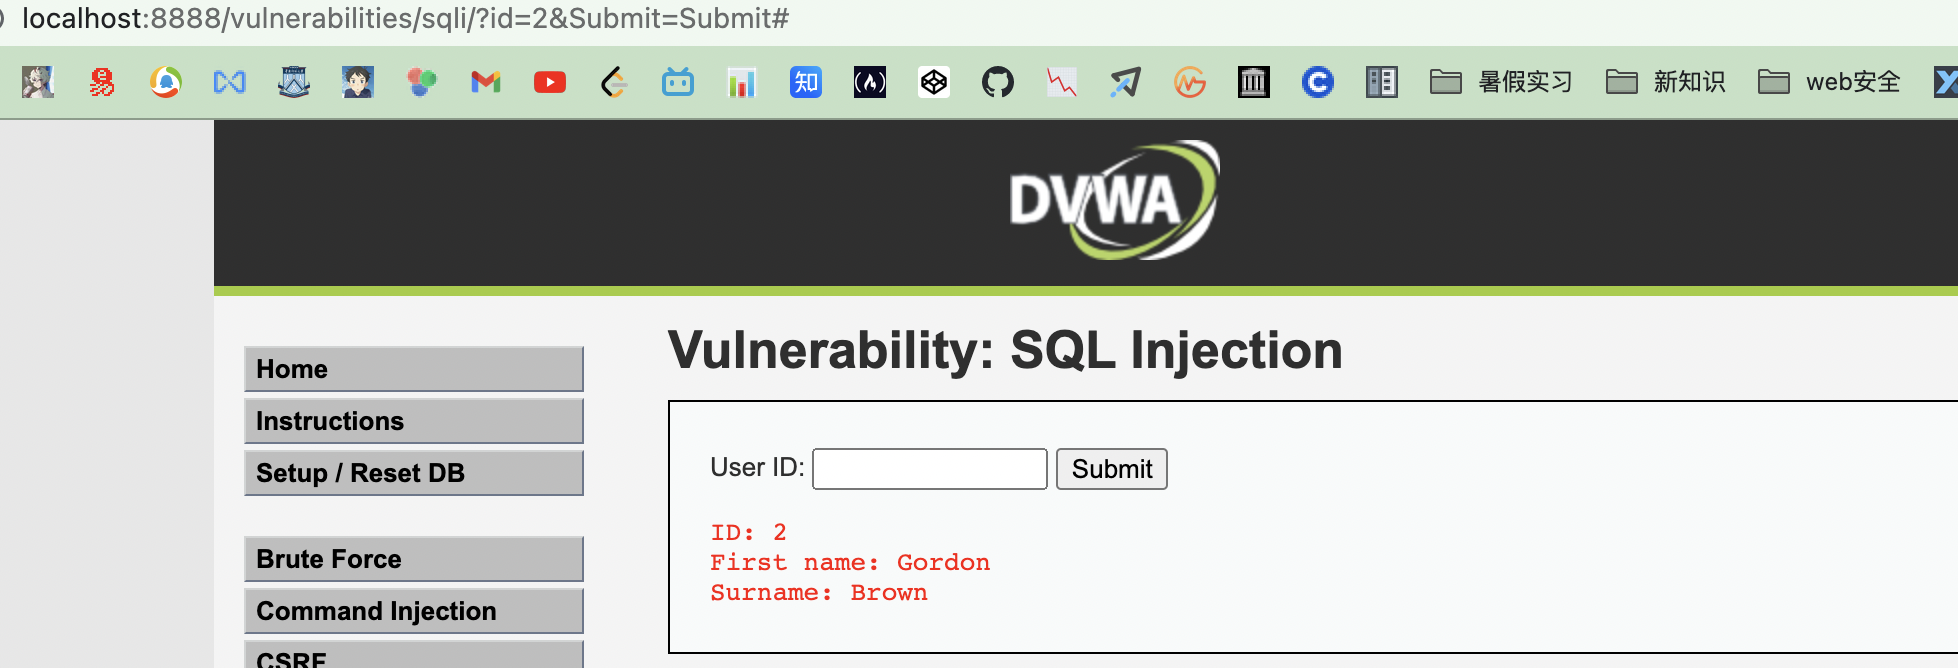 localhost:8888/vulnerabilities/sqli/?id=2&Submit=Submit#
知 暑假实习 新知识 web安全
DVWA
Vulnerability: SQL Injection
Home
Instructions
Setup / Reset DB
Brute Force
Command Injection
CSRF
User ID: Submit
ID: 2
First name: Gordon
Surname: Brown